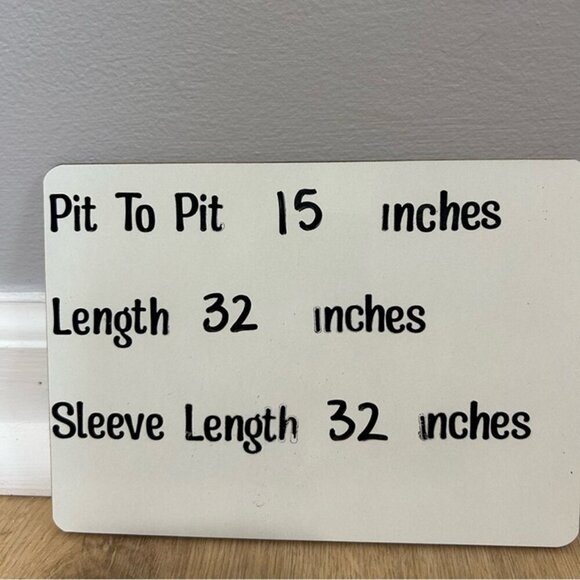 Pit To Pit 15 inches
Length 32 inches
Sleeve Length 32 inches